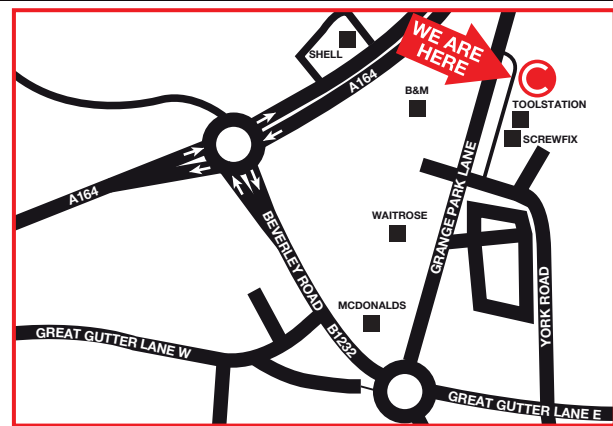 WE ARE
HERE
SHELL
A164
B&M
C
TOOLSTATION
SCREWFIX
A164
GRANGE PARK LANE
WAITROSE
BEVERLEY ROAD
YORK ROAD
MCDONALDS
B1232
GREAT GUTTER LANE W
GREAT GUTTER LANE E